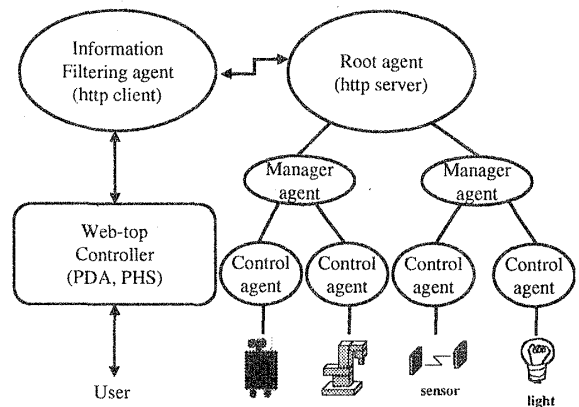 Information
Filtering agent
(http client)
Root agent
(http server)
Manager
agent
Manager
agent
Web-top
Controller
(PDA, PHS)
Control
agent
Control
agent
Control
agent
Control
agent
User
sensor
light